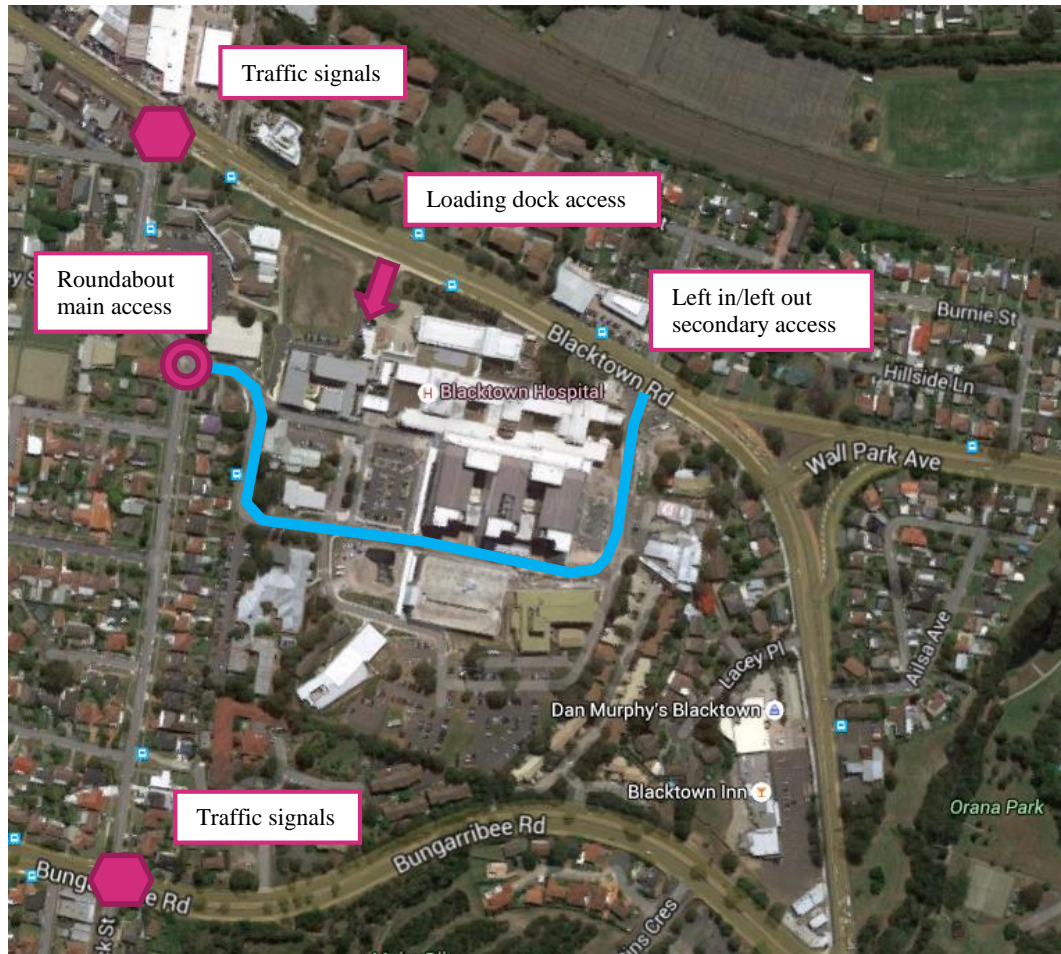 Traffic signals
Loading dock access
Roundabout
main access
Left in/left out
secondary access
Burnie St
Blacktown Rd
Hillside Ln
H Blacktown Hospital
Wall Park Ave
Ailsa Ave
Lacey Pl
Dan Murphy's Blacktown
Blacktown Inn
Orana Park
Traffic signals
Bungarribee Rd